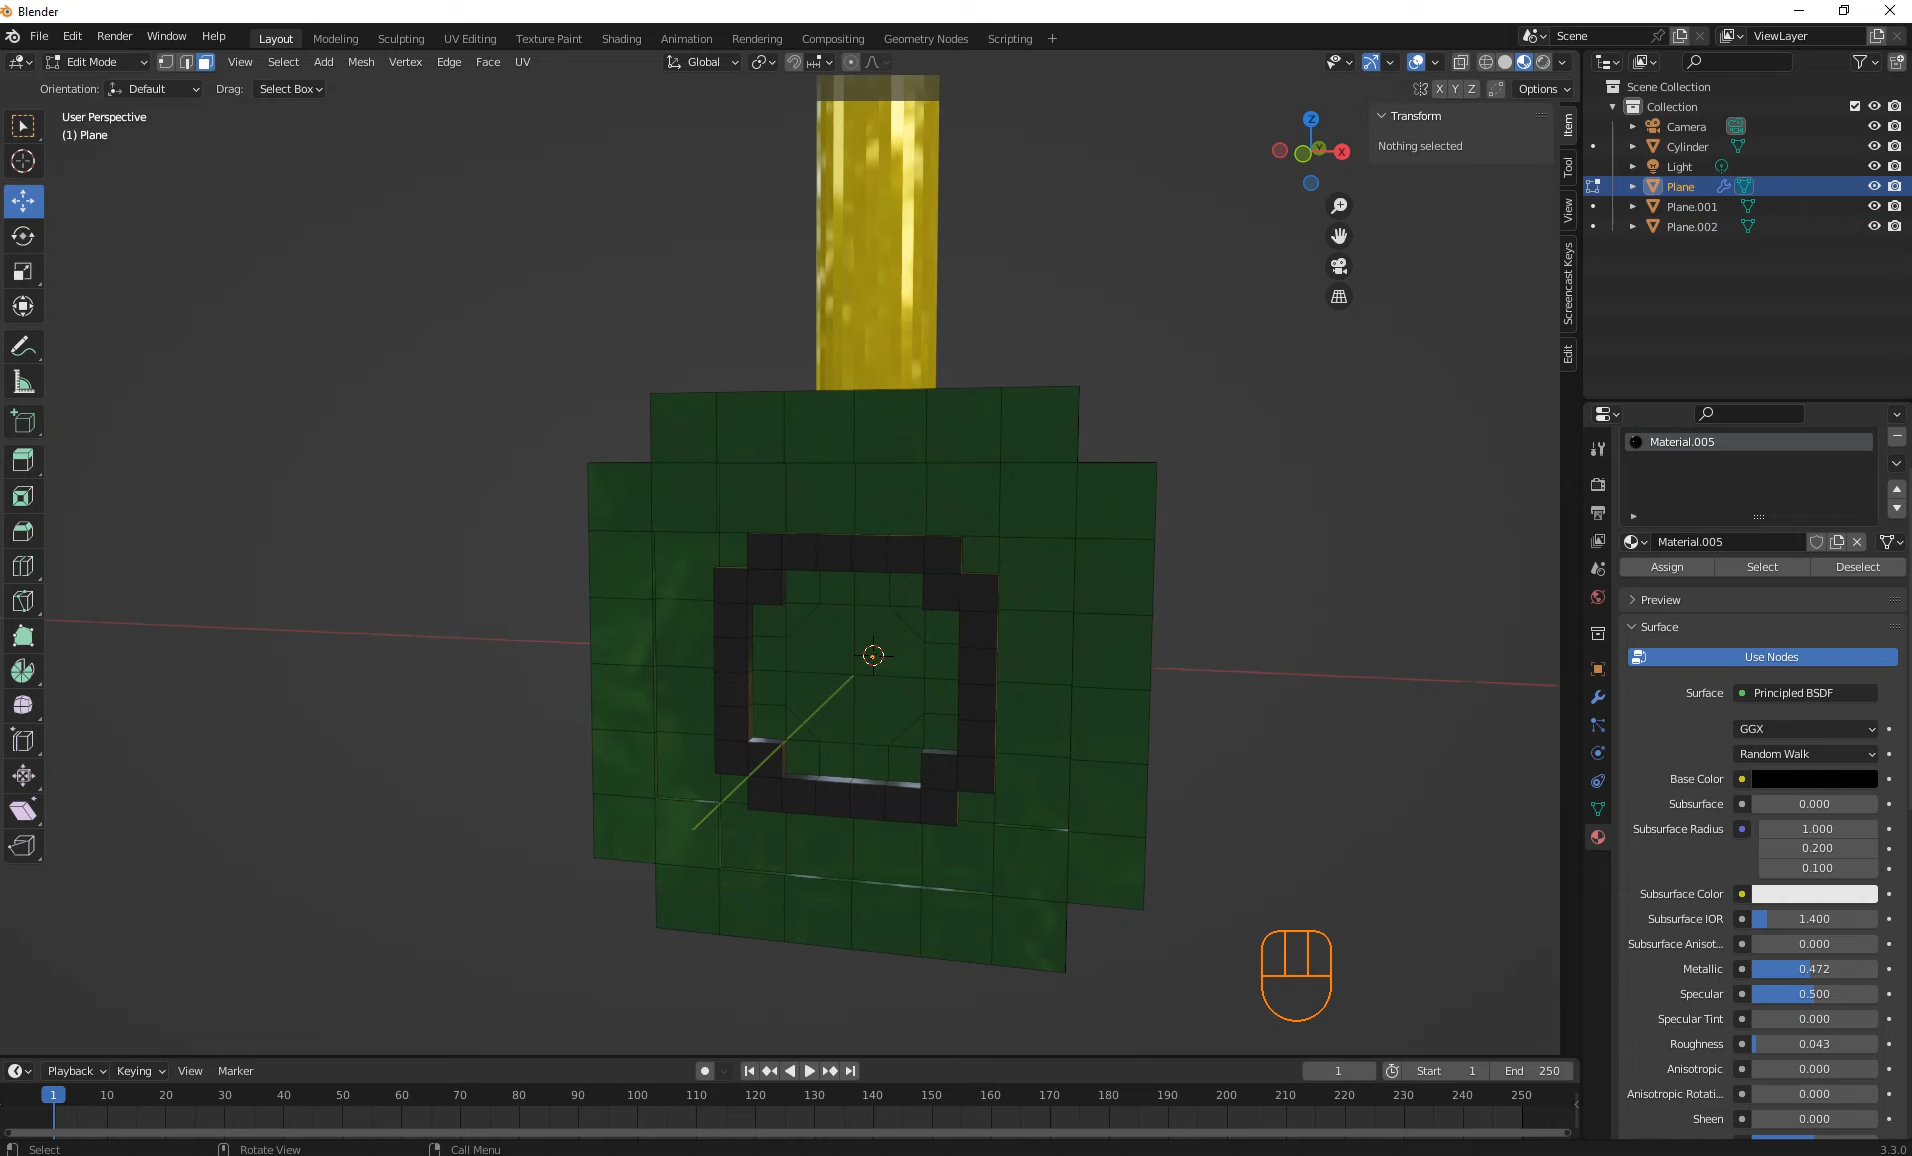 Blender
File Edit Render Window Help Layout Modeling Sculpting UV Editing Texture Paint Shading Animation Rendering Compositing Geometry Nodes Scripting + Scene ViewLayer
Edit Mode View Select Add Mesh Vertex Edge Face UV Global
Orientation: Default Drag: Select Box X Y Z Options
User Perspective
(1) Plane
Z
Y
X
Transform
Nothing selected
Item
Tool
View
Screencast Keys
Edit
Scene Collection
Collection
Camera
Cylinder
Light
Plane
Plane.001
Plane.002
Material.005
Material.005
Assign Select Deselect
Preview
Surface
Use Nodes
Surface Principled BSDF
GGX
Random Walk
Base Color
Subsurface 0.000
Subsurface Radius 1.000
0.200
0.100
Subsurface Color
Subsurface IOR 1.400
Subsurface Anisot... 0.000
Metallic 0.472
Specular 0.500
Specular Tint 0.000
Roughness 0.043
Anisotropic 0.000
Anisotropic Rotati... 0.000
Sheen 0.000
Playback Keying View Marker 1 Start 1 End 250
1 10 20 30 40 50 60 70 80 90 100 110 120 130 140 150 160 170 180 190 200 210 220 230 240 250
Select Rotate View Call Menu 3.3.0